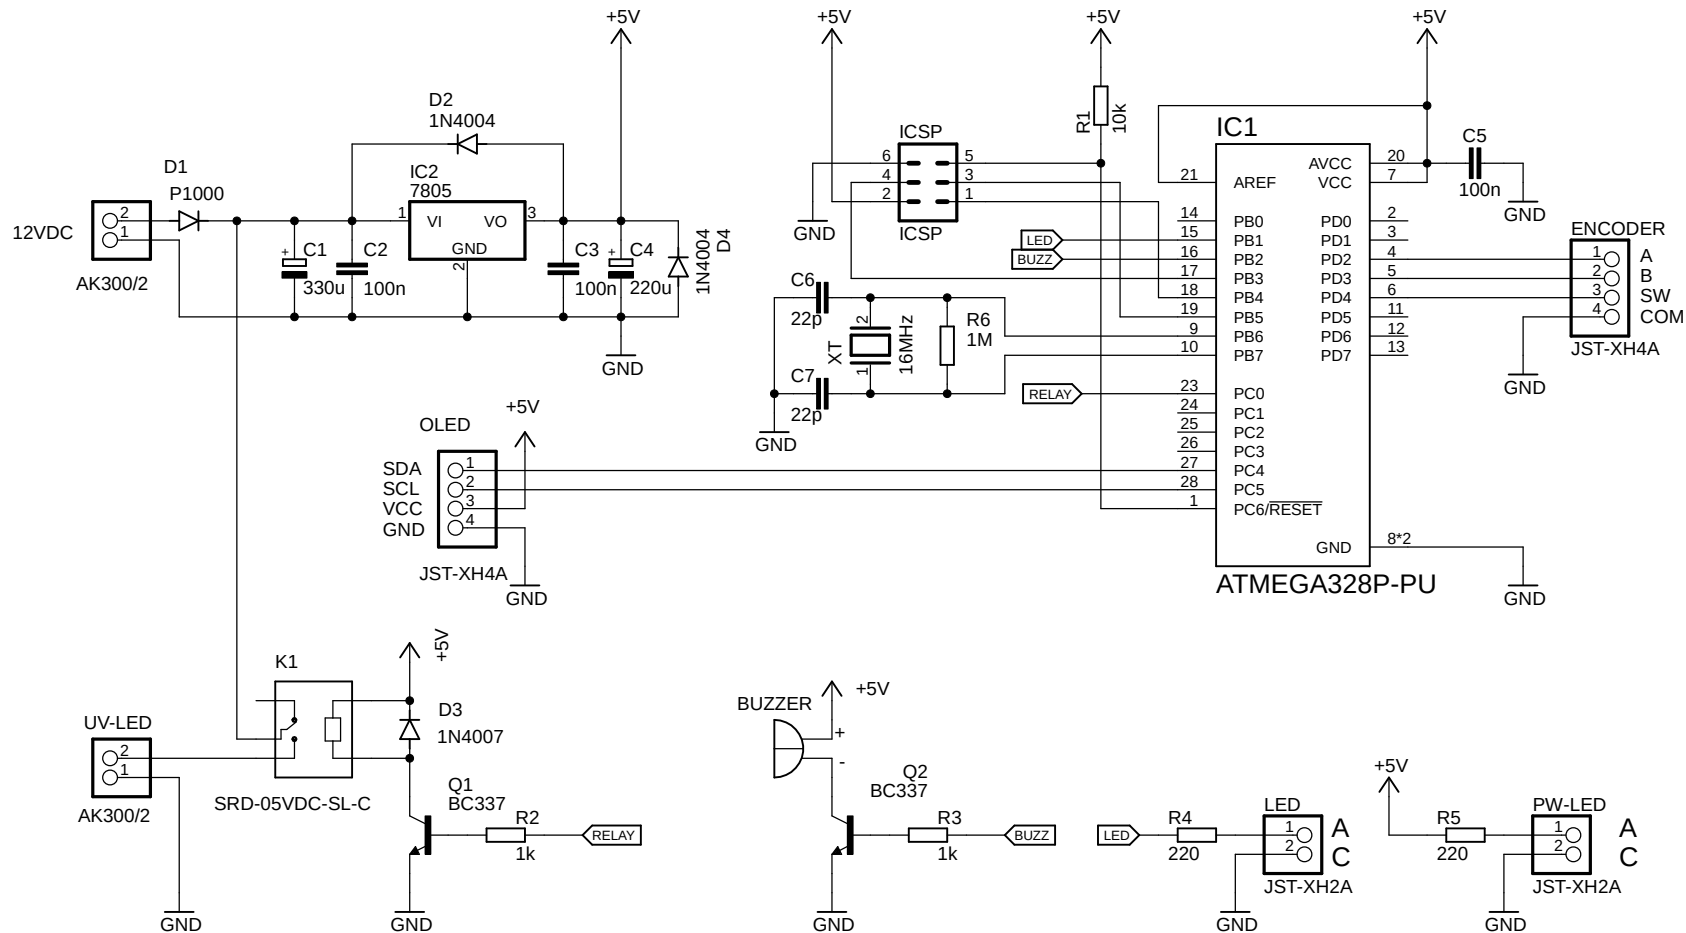 +5V
+5V
+5V
+5V
D2
1N4004
D1
P1000
12VDC
2
1
AK300/2
IC2
7805
1
VI
VO
3
GND
2
+
C1
330u
C2
100n
C3
100n
+
C4
220u
1N4004
D4
GND
ICSP
6
5
4
3
2
1
ICSP
GND
R1
10k
LED
BUZZ
C6
22p
C7
22p
GND
XT
2
1
16MHz
R6
1M
RELAY
IC1
21
AREF
14
PB0
15
PB1
16
PB2
17
PB3
18
PB4
19
PB5
9
PB6
10
PB7
23
PC0
24
PC1
25
PC2
26
PC3
27
PC4
28
PC5
1
PC6/RESET
AVCC
20
VCC
7
PD0
2
PD1
3
PD2
4
PD3
5
PD4
6
PD5
11
PD6
12
PD7
13
GND
8*2
ATMEGA328P-PU
GND
C5
100n
GND
ENCODER
1
A
2
B
3
SW
4
COM
JST-XH4A
GND
OLED
+5V
SDA
1
SCL
2
VCC
3
GND
4
JST-XH4A
GND
K1
+5V
UV-LED
2
1
AK300/2
SRD-05VDC-SL-C
D3
1N4007
Q1
BC337
R2
1k
RELAY
GND
GND
BUZZER
+5V
+
-
Q2
BC337
R3
1k
BUZZ
GND
LED
R4
220
LED
1
A
2
C
JST-XH2A
GND
+5V
R5
220
PW-LED
1
A
2
C
JST-XH2A
GND